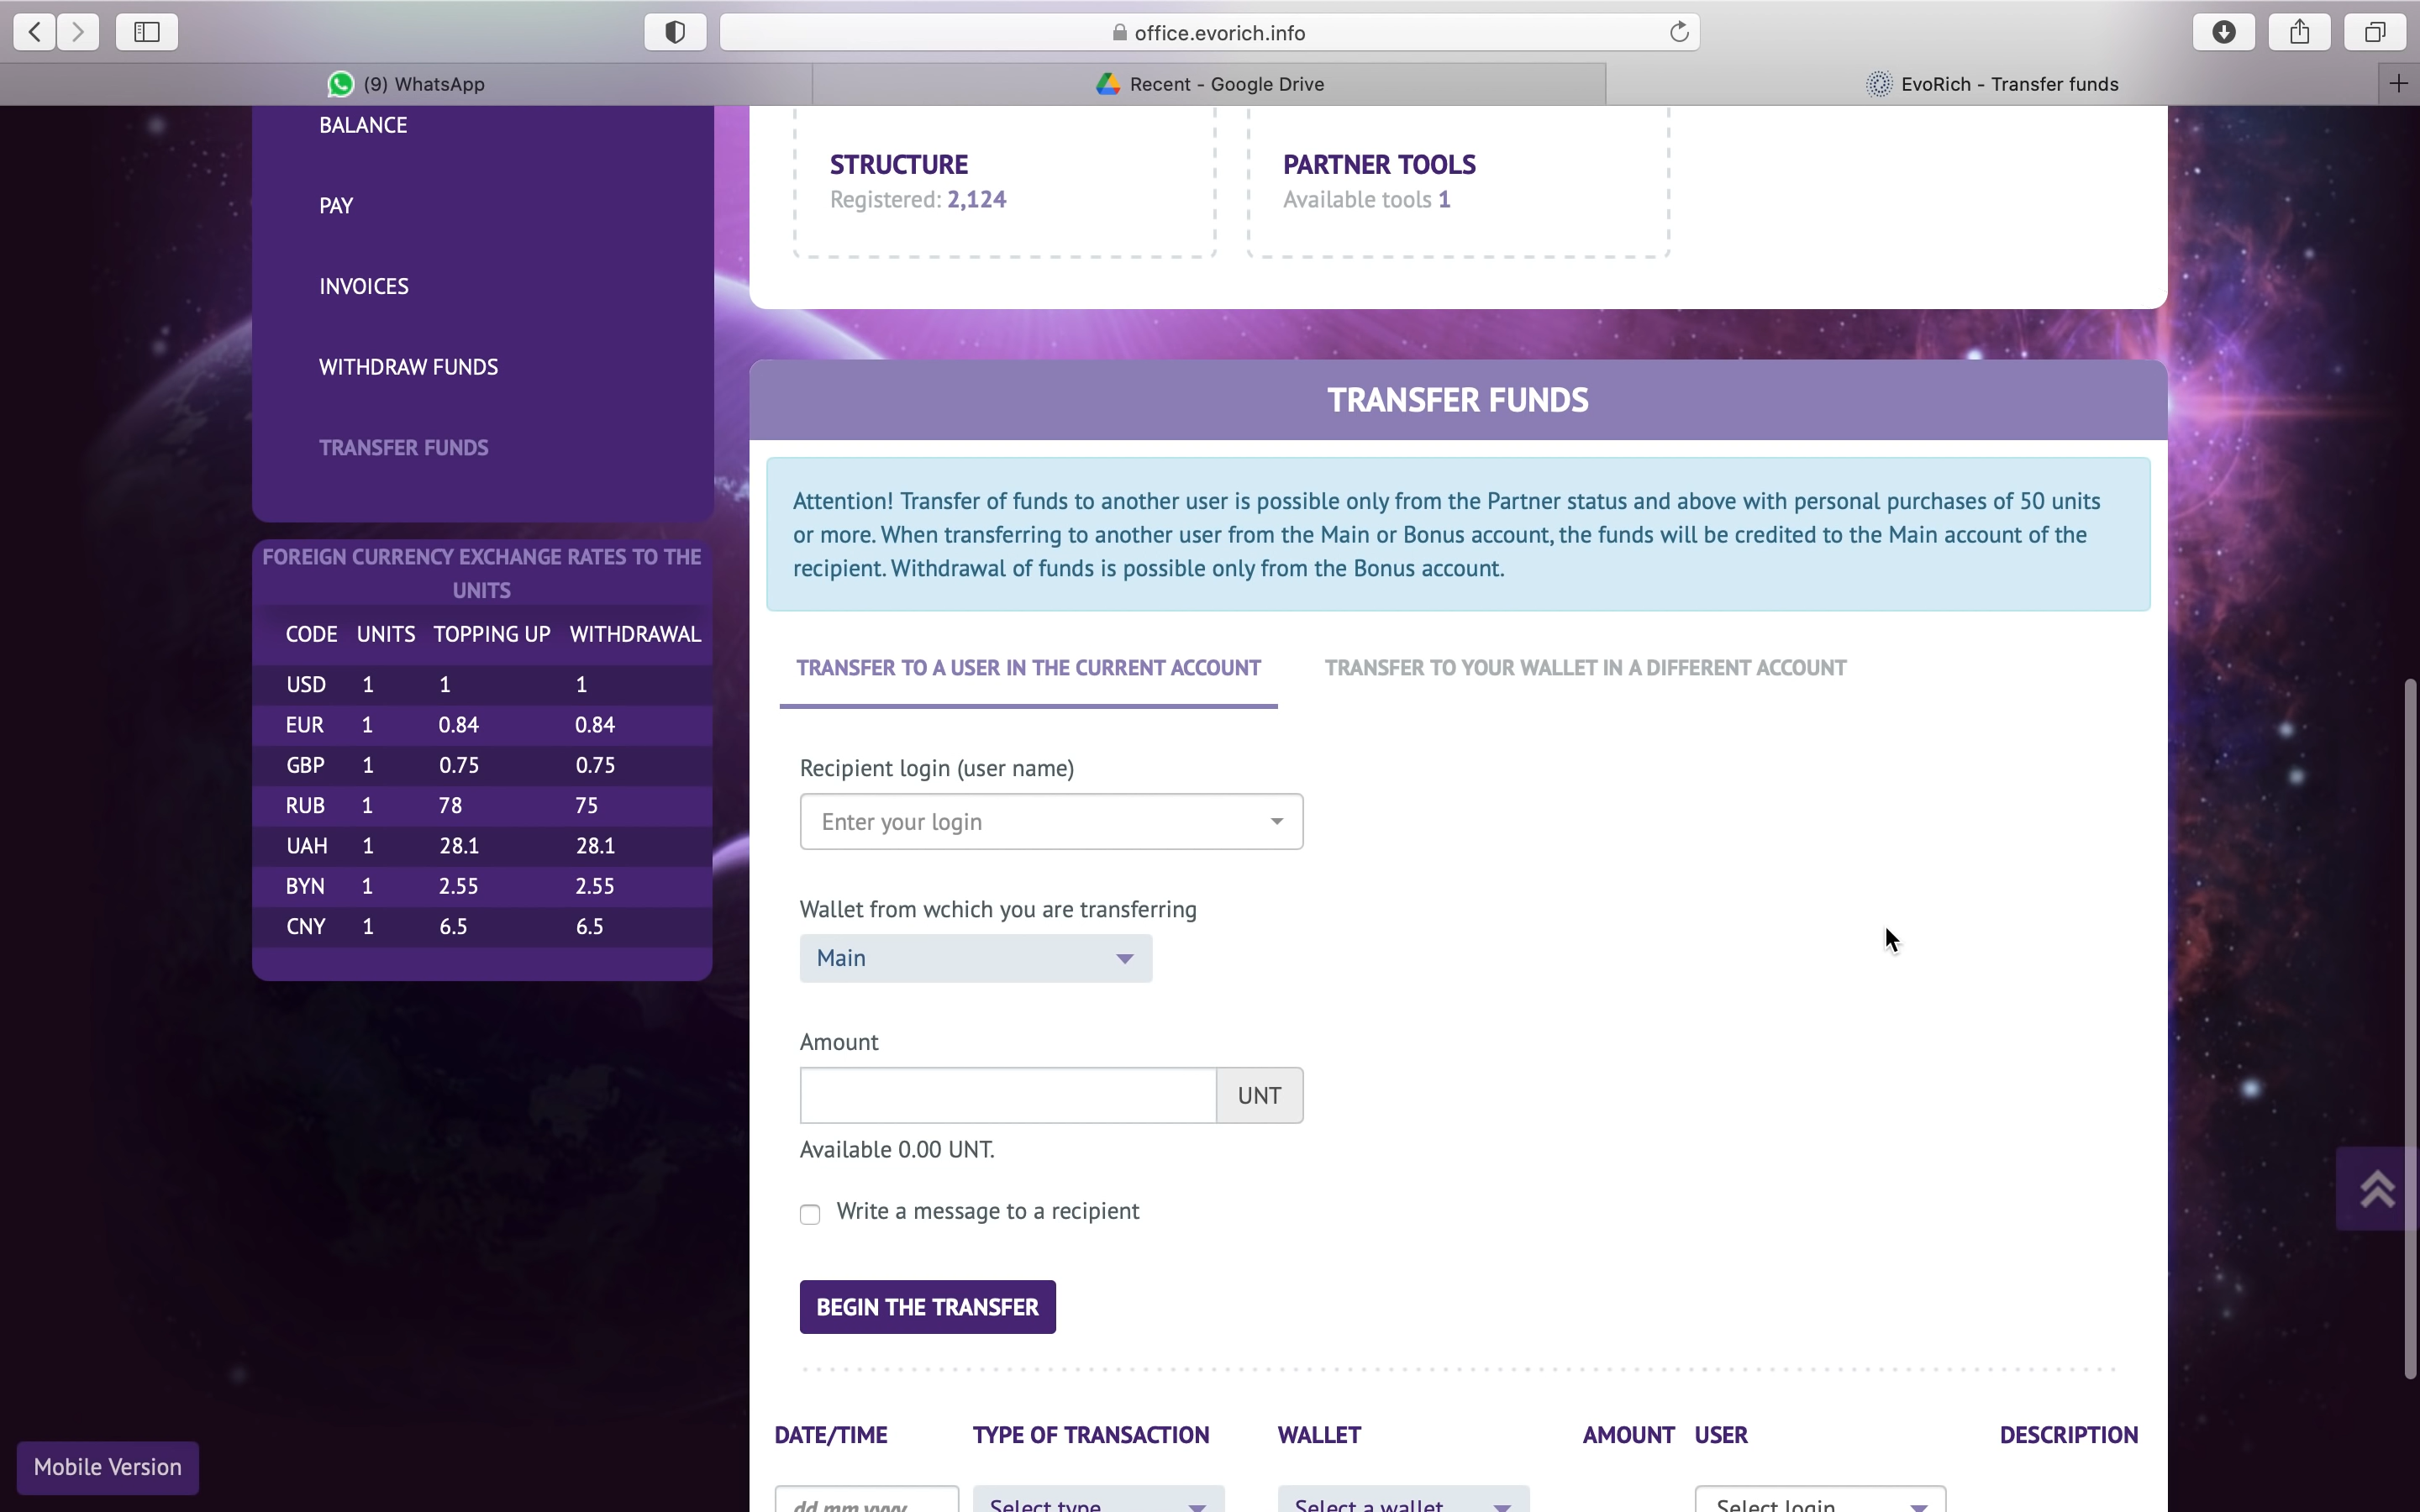 office.evorich.info
(9) WhatsApp
Recent - Google Drive
EvoRich - Transfer funds
BALANCE
PAY
INVOICES
WITHDRAW FUNDS
TRANSFER FUNDS
FOREIGN CURRENCY EXCHANGE RATES TO THE
UNITS
CODE UNITS TOPPING UP WITHDRAWAL
USD 1 1 1
EUR 1 0.84 0.84
GBP 1 0.75 0.75
RUB 1 78 75
UAH 1 28.1 28.1
BYN 1 2.55 2.55
CNY 1 6.5 6.5
Mobile Version
STRUCTURE
Registered: 2,124
PARTNER TOOLS
Available tools 1
TRANSFER FUNDS
Attention! Transfer of funds to another user is possible only from the Partner status and above with personal purchases of 50 units
or more. When transferring to another user from the Main or Bonus account, the funds will be credited to the Main account of the
recipient. Withdrawal of funds is possible only from the Bonus account.
TRANSFER TO A USER IN THE CURRENT ACCOUNT
TRANSFER TO YOUR WALLET IN A DIFFERENT ACCOUNT
Recipient login (user name)
Enter your login
Wallet from wchich you are transferring
Main
Amount
UNT
Available 0.00 UNT.
Write a message to a recipient
BEGIN THE TRANSFER
DATE/TIME TYPE OF TRANSACTION WALLET AMOUNT USER DESCRIPTION
dd.mm.yyyy Select type Select a wallet Select login